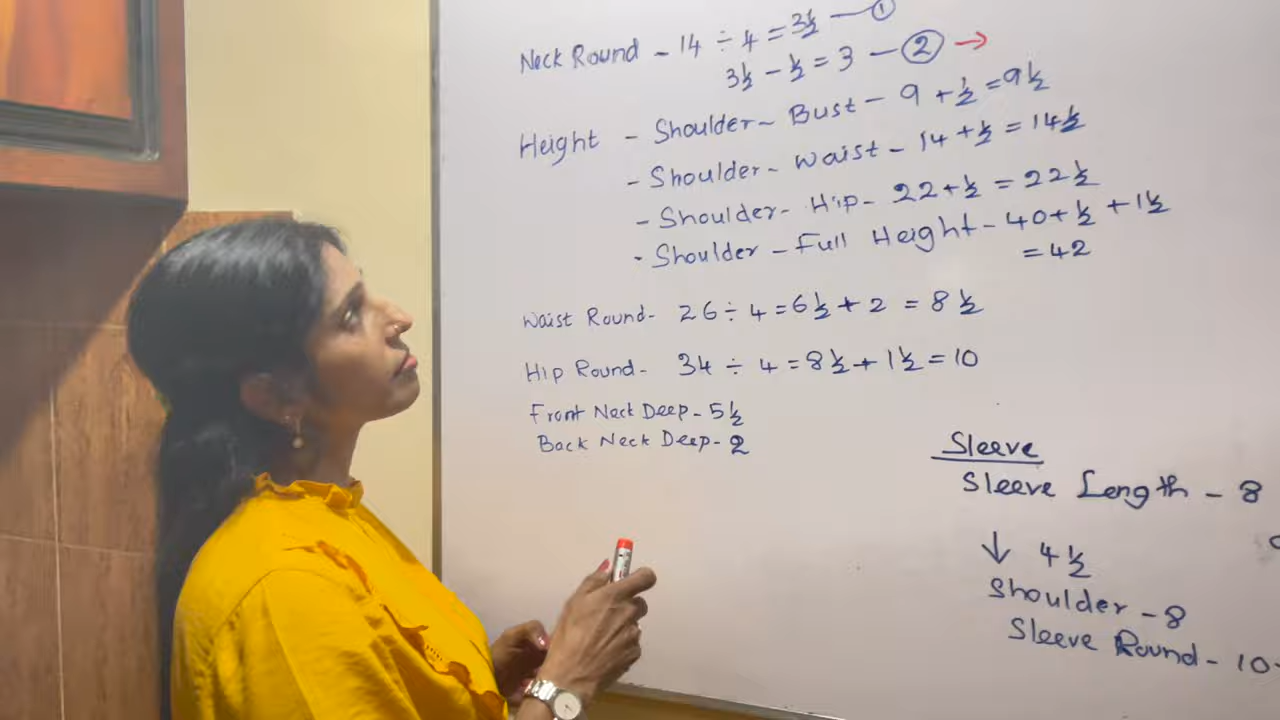 Neck Round - 14 ÷ 4 = 3½ — ①
3½ - ½ = 3 — ② →
Height - Shoulder - Bust - 9 + ½ = 9½
- Shoulder - Waist - 14 + ½ = 14½
- Shoulder - Hip - 22 + ½ = 22½
- Shoulder - Full Height - 40 + ½ + 1½
= 42
Waist Round - 26 ÷ 4 = 6½ + 2 = 8½
Hip Round - 34 ÷ 4 = 8½ + 1½ = 10
Front Neck Deep - 5½
Back Neck Deep - 2
Sleeve
Sleeve Length - 8
↓ 4½
Shoulder - 8
Sleeve Round - 10